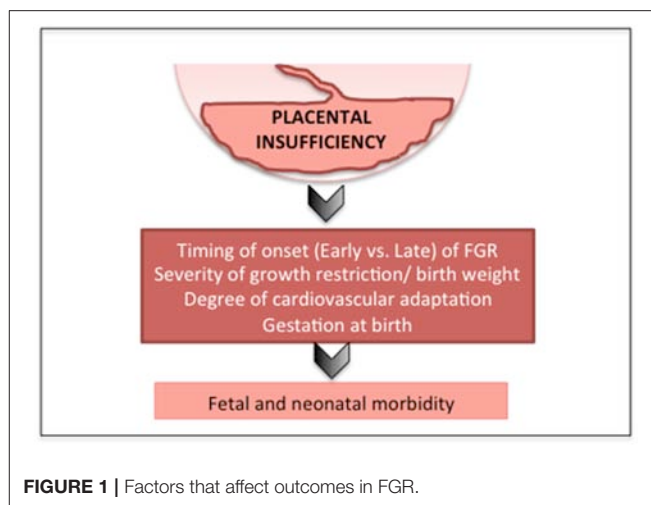 PLACENTAL
INSUFFICIENCY
Timing of onset (Early vs. Late) of FGR
Severity of growth restriction/ birth weight
Degree of cardiovascular adaptation
Gestation at birth
Fetal and neonatal morbidity
FIGURE 1 | Factors that affect outcomes in FGR.